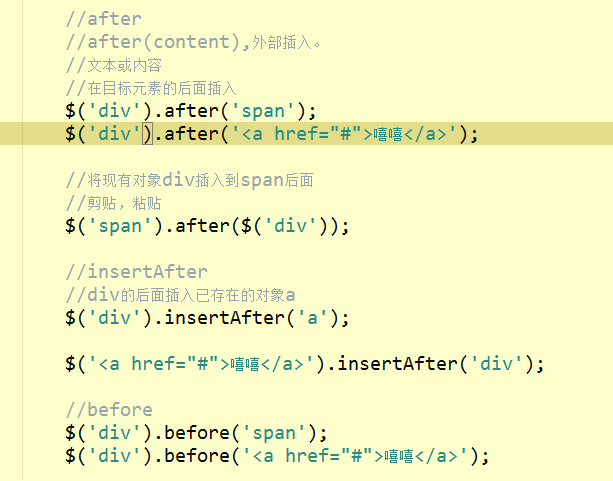 //after
//after(content),外部插入。
//文本或内容
//在目标元素的后面插入
$('div').after('span');
$('div').after('<a href="#">嘻嘻</a>');
//将现有对象div插入到span后面
//剪贴，粘贴
$('span').after($('div'));
//insertAfter
//div的后面插入已存在的对象a
$('div').insertAfter('a');
$('<a href="#">嘻嘻</a>').insertAfter('div');
//before
$('div').before('span');
$('div').before('<a href="#">嘻嘻</a>');